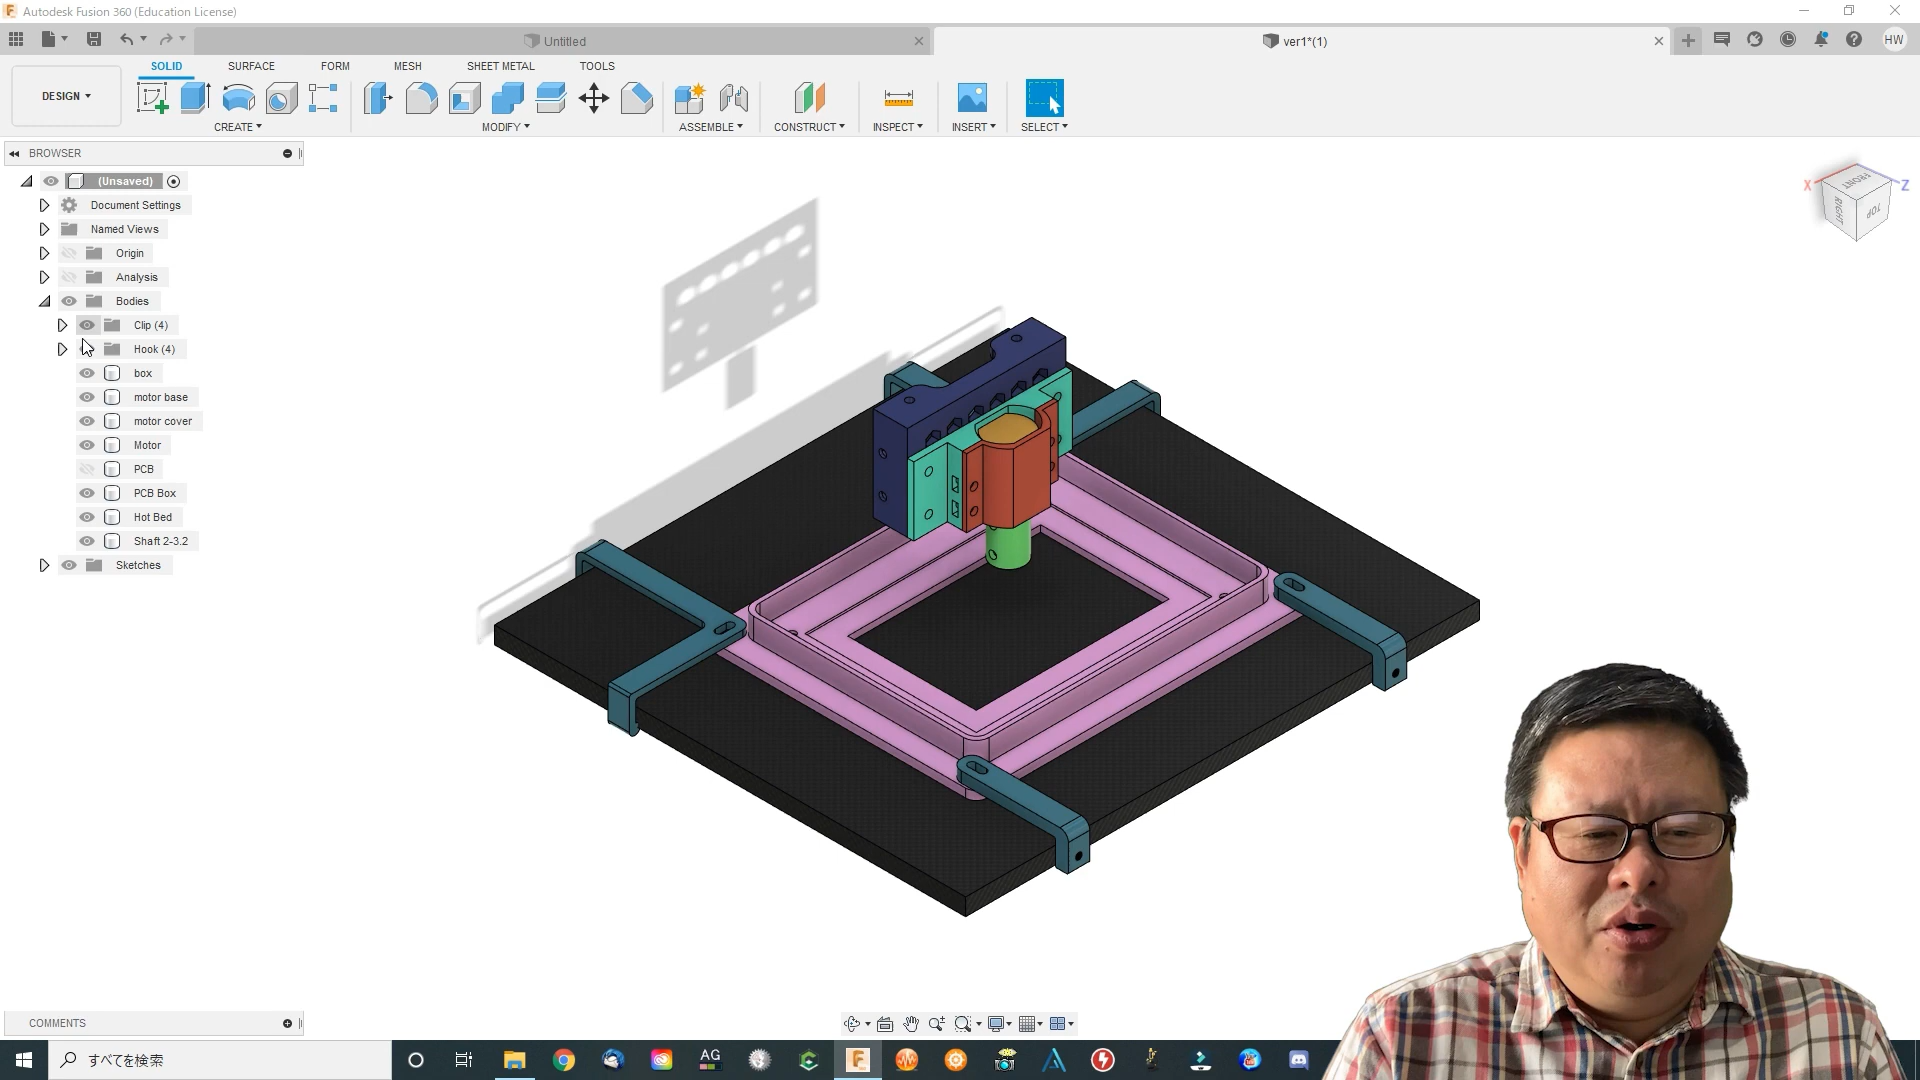 Autodesk Fusion 360 (Education License)
Untitled
ver1*(1)
HW
DESIGN
SOLID
SURFACE
FORM
MESH
SHEET METAL
TOOLS
CREATE
MODIFY
ASSEMBLE
CONSTRUCT
INSPECT
INSERT
SELECT
BROWSER
(Unsaved)
Document Settings
Named Views
Origin
Analysis
Bodies
Clip (4)
Hook (4)
box
motor base
motor cover
Motor
PCB
PCB Box
Hot Bed
Shaft 2-3.2
Sketches
X
Z
FRONT
RIGHT
TOP
COMMENTS
すべてを検索
AG